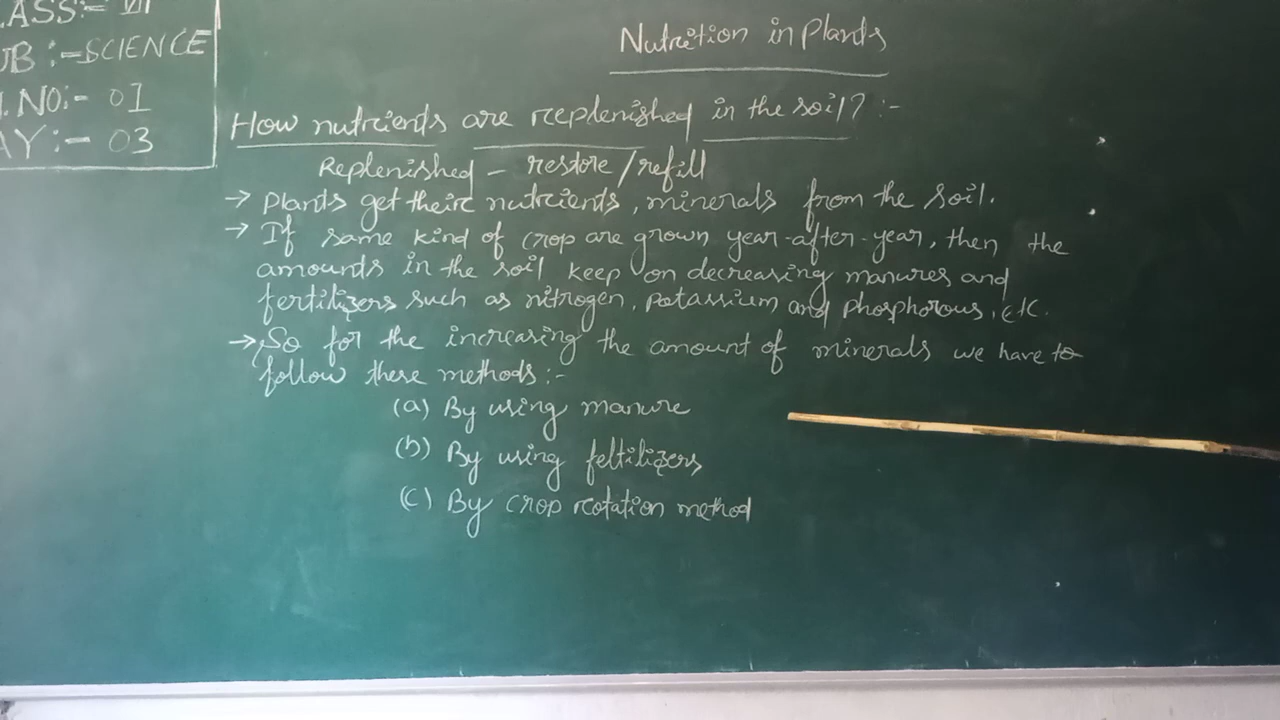 CLASS:- VII
SUB :- SCIENCE
NO:- 01
DAY:- 03
Nutrition in Plants
How nutrients are replenished in the soil? :-
Replenished - restore/refill
→ Plants get their nutrients, minerals from the soil.
→ If same kind of crop are grown year-after-year, then the
amounts in the soil keep on decreasing manures and
fertilizers such as nitrogen, potassium and phosphorous, etc.
→ So for the increasing the amount of minerals we have to
follow these methods:-
(a) By using manure
(b) By using feltilizers
(c) By crop rotation method